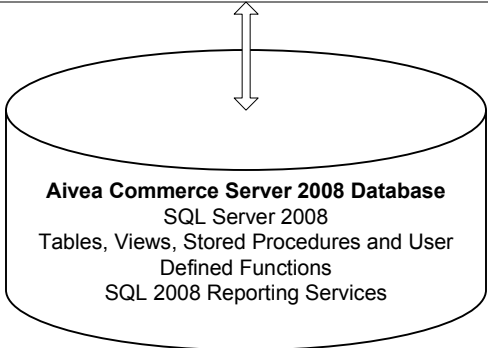 Aivea Commerce Server 2008 Database
SQL Server 2008
Tables, Views, Stored Procedures and User
Defined Functions
SQL 2008 Reporting Services